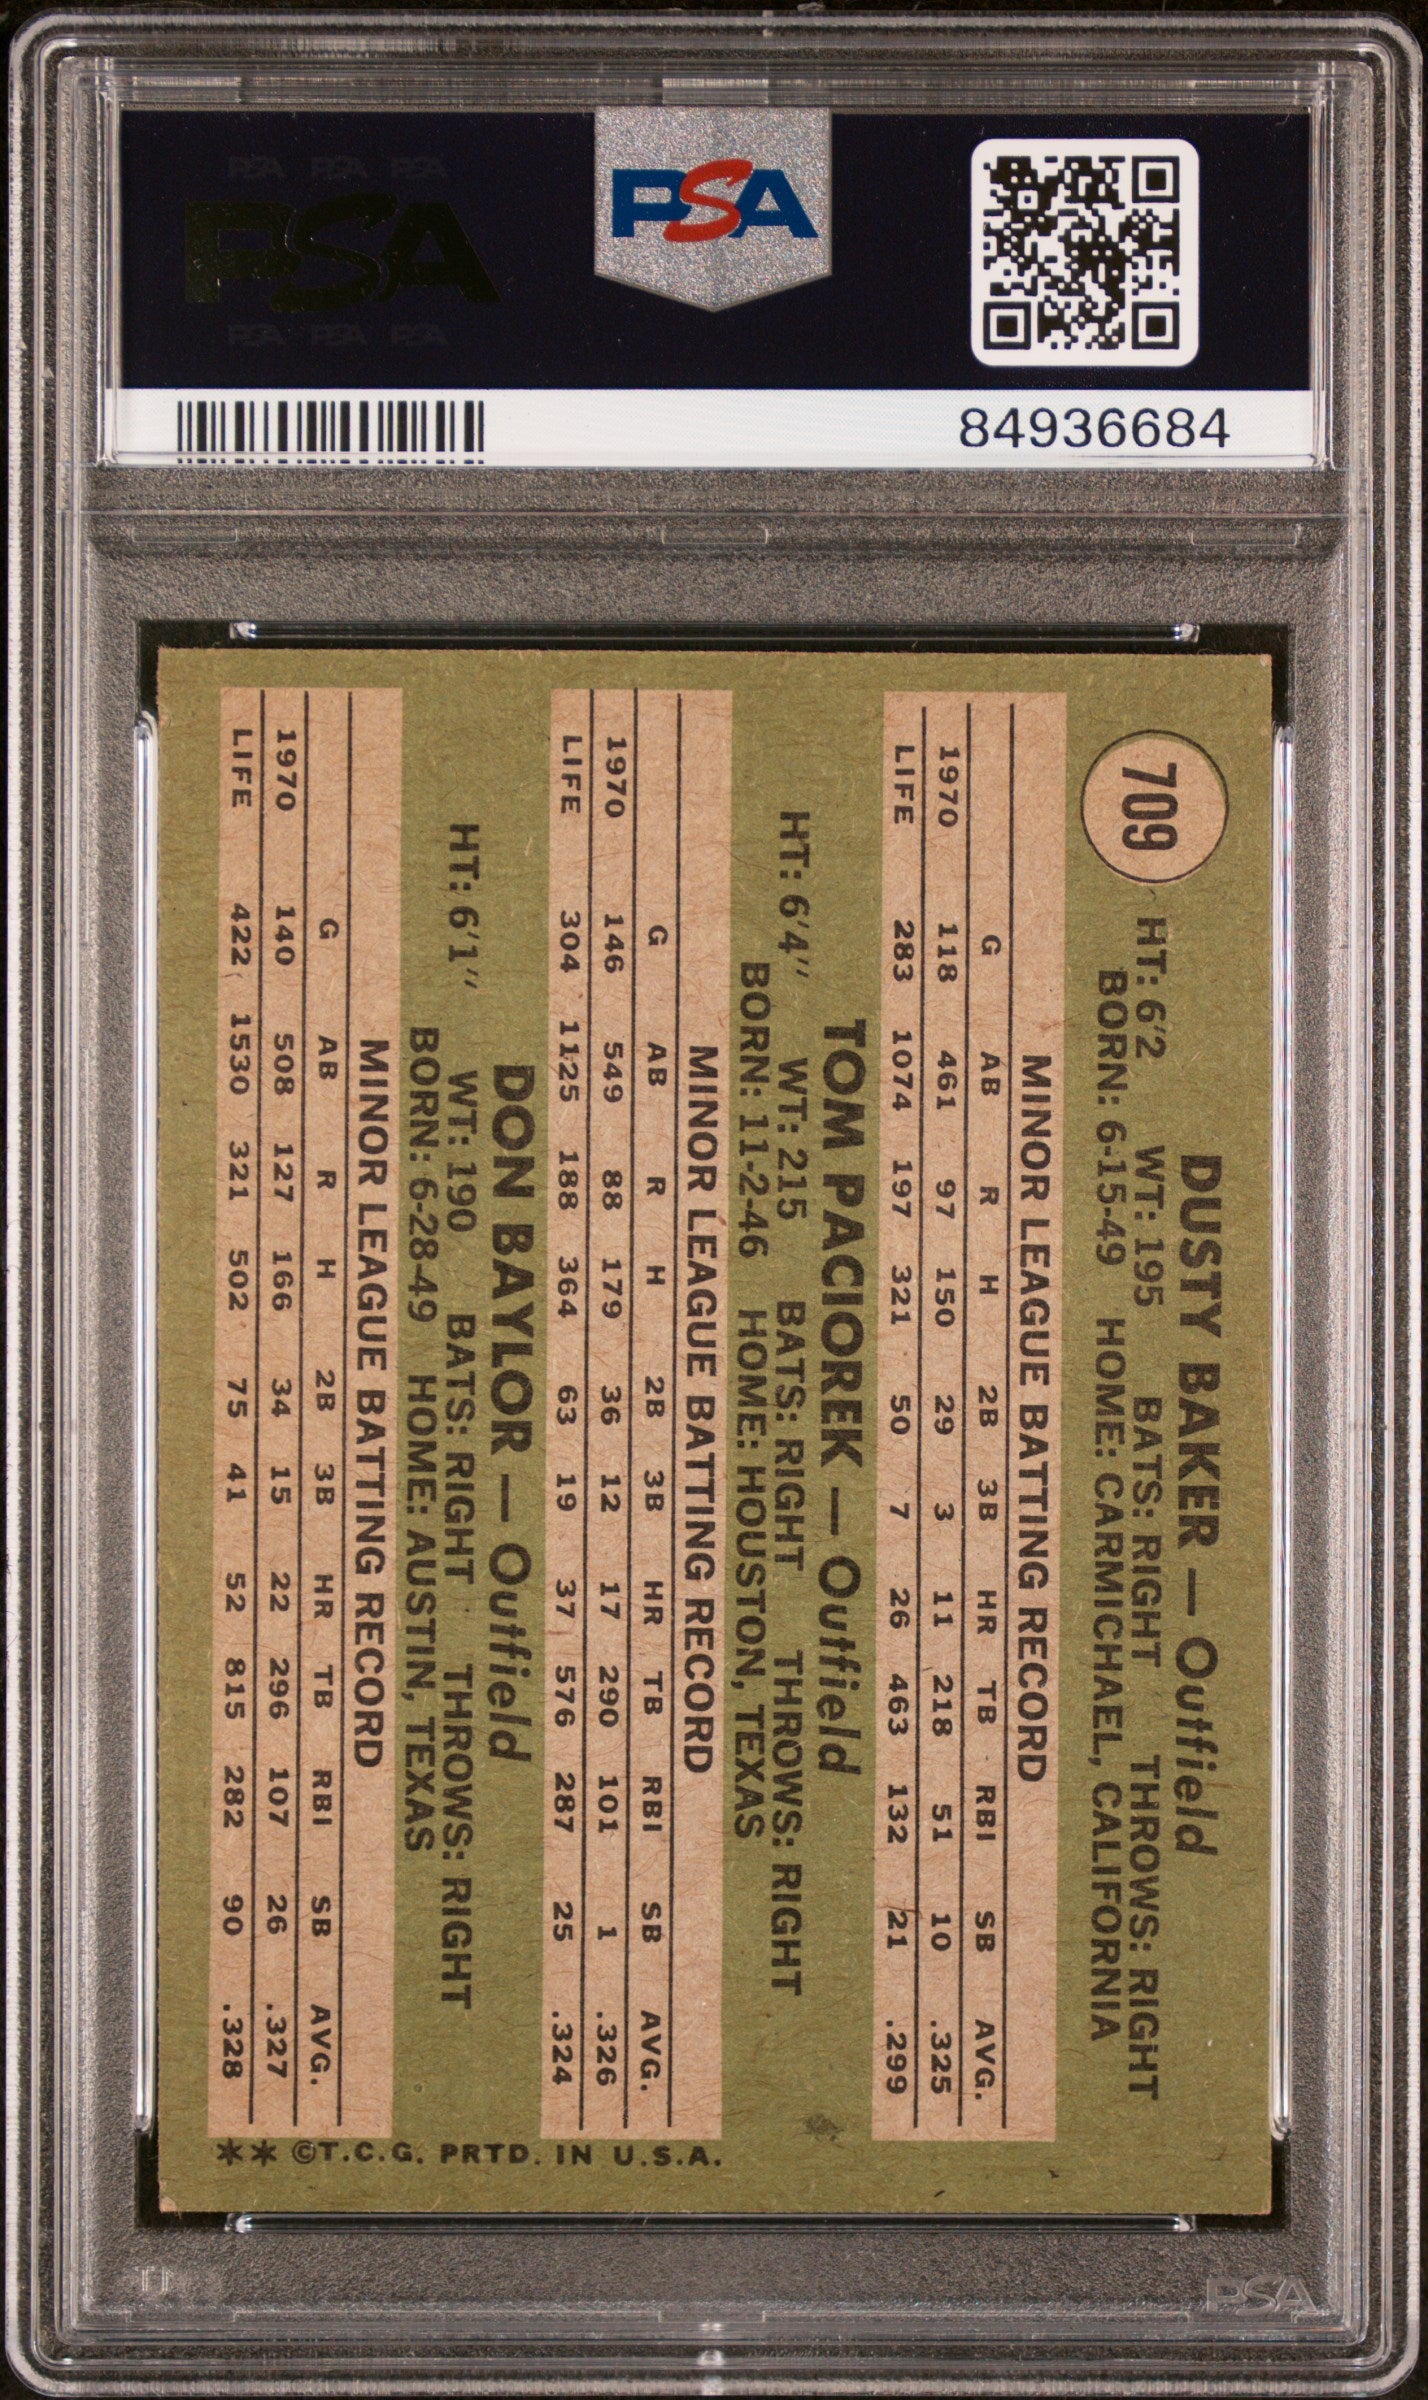 PSA PSA PSA
PSA
PSA PSA PSA
PSA
84936684
709
DUSTY BAKER — Outfield
HT: 6'2 WT: 195 BATS: RIGHT THROWS: RIGHT
BORN: 6-15-49 HOME: CARMICHAEL, CALIFORNIA
MINOR LEAGUE BATTING RECORD
G AB R H 2B 3B HR TB RBI SB AVG.
1970 118 461 97 150 29 3 11 218 51 10 .325
LIFE 283 1074 197 321 50 7 26 463 132 21 .299
TOM PACIOREK — Outfield
HT: 6'4" WT: 215 BATS: RIGHT THROWS: RIGHT
BORN: 11-2-46 HOME: HOUSTON, TEXAS
MINOR LEAGUE BATTING RECORD
G AB R H 2B 3B HR TB RBI SB AVG.
1970 146 549 88 179 36 12 17 290 101 1 .326
LIFE 304 1125 188 364 63 19 37 576 287 25 .324
DON BAYLOR — Outfield
HT: 6'1" WT: 190 BATS: RIGHT THROWS: RIGHT
BORN: 6-28-49 HOME: AUSTIN, TEXAS
MINOR LEAGUE BATTING RECORD
G AB R H 2B 3B HR TB RBI SB AVG.
1970 140 508 127 166 34 15 22 296 107 26 .327
LIFE 422 1530 321 502 75 41 52 815 282 90 .328
** ©T.C.G. PRTD. IN U.S.A.
PSA